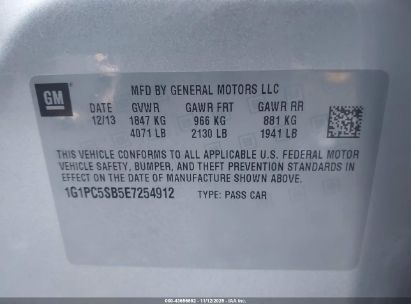 GM
MFD BY GENERAL MOTORS LLC
DATE GVWR GAWR FRT GAWR RR
12/13 1847 KG 966 KG 881 KG
4071 LB 2130 LB 1941 LB
THIS VEHICLE CONFORMS TO ALL APPLICABLE U.S. FEDERAL MOTOR
VEHICLE SAFETY, BUMPER, AND THEFT PREVENTION STANDARDS IN
EFFECT ON THE DATE OF MANUFACTURE SHOWN ABOVE.
1G1PC5SB5E7254912 TYPE: PASS CAR